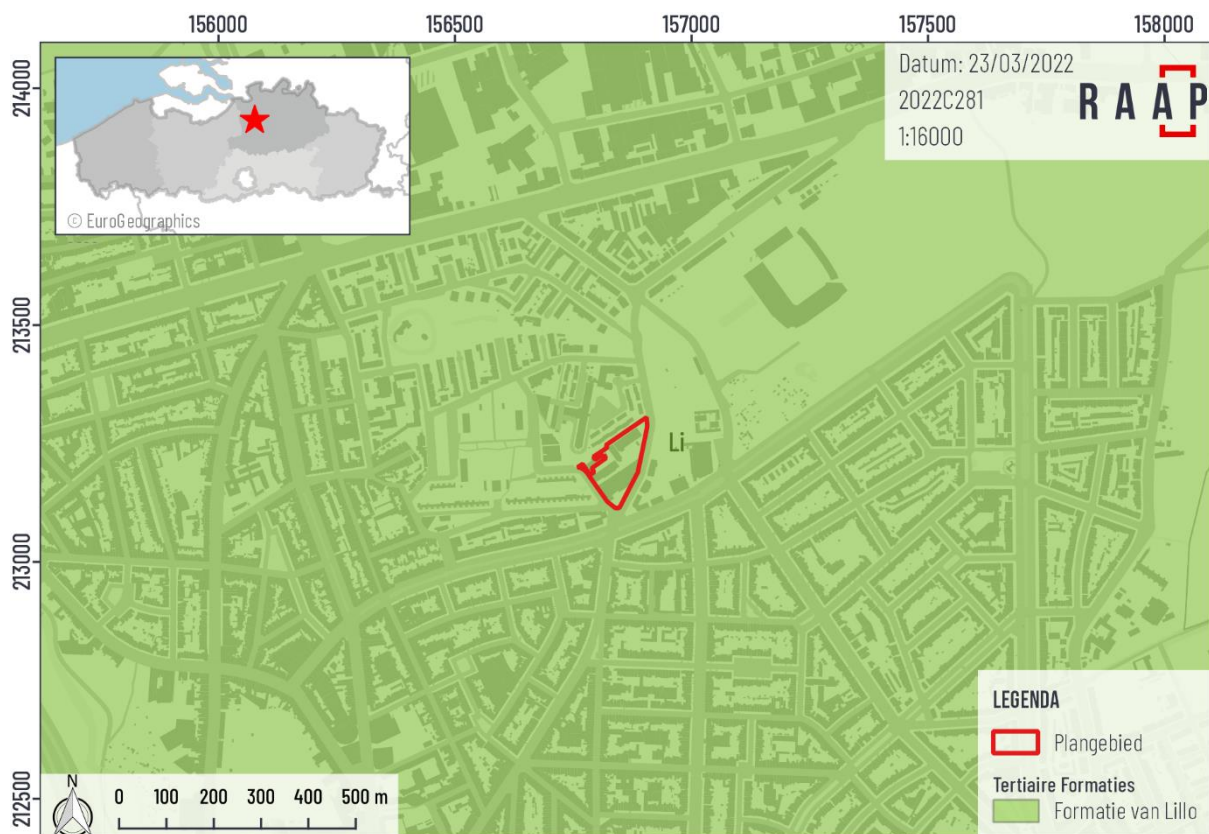 156000 156500 157000 157500 158000
214000
213500
213000
212500
© EuroGeographics
Datum: 23/03/2022
2022C281
1:16000
RAAP
Li
N
0 100 200 300 400 500 m
LEGENDA
Plangebied
Tertiaire Formaties
Formatie van Lillo